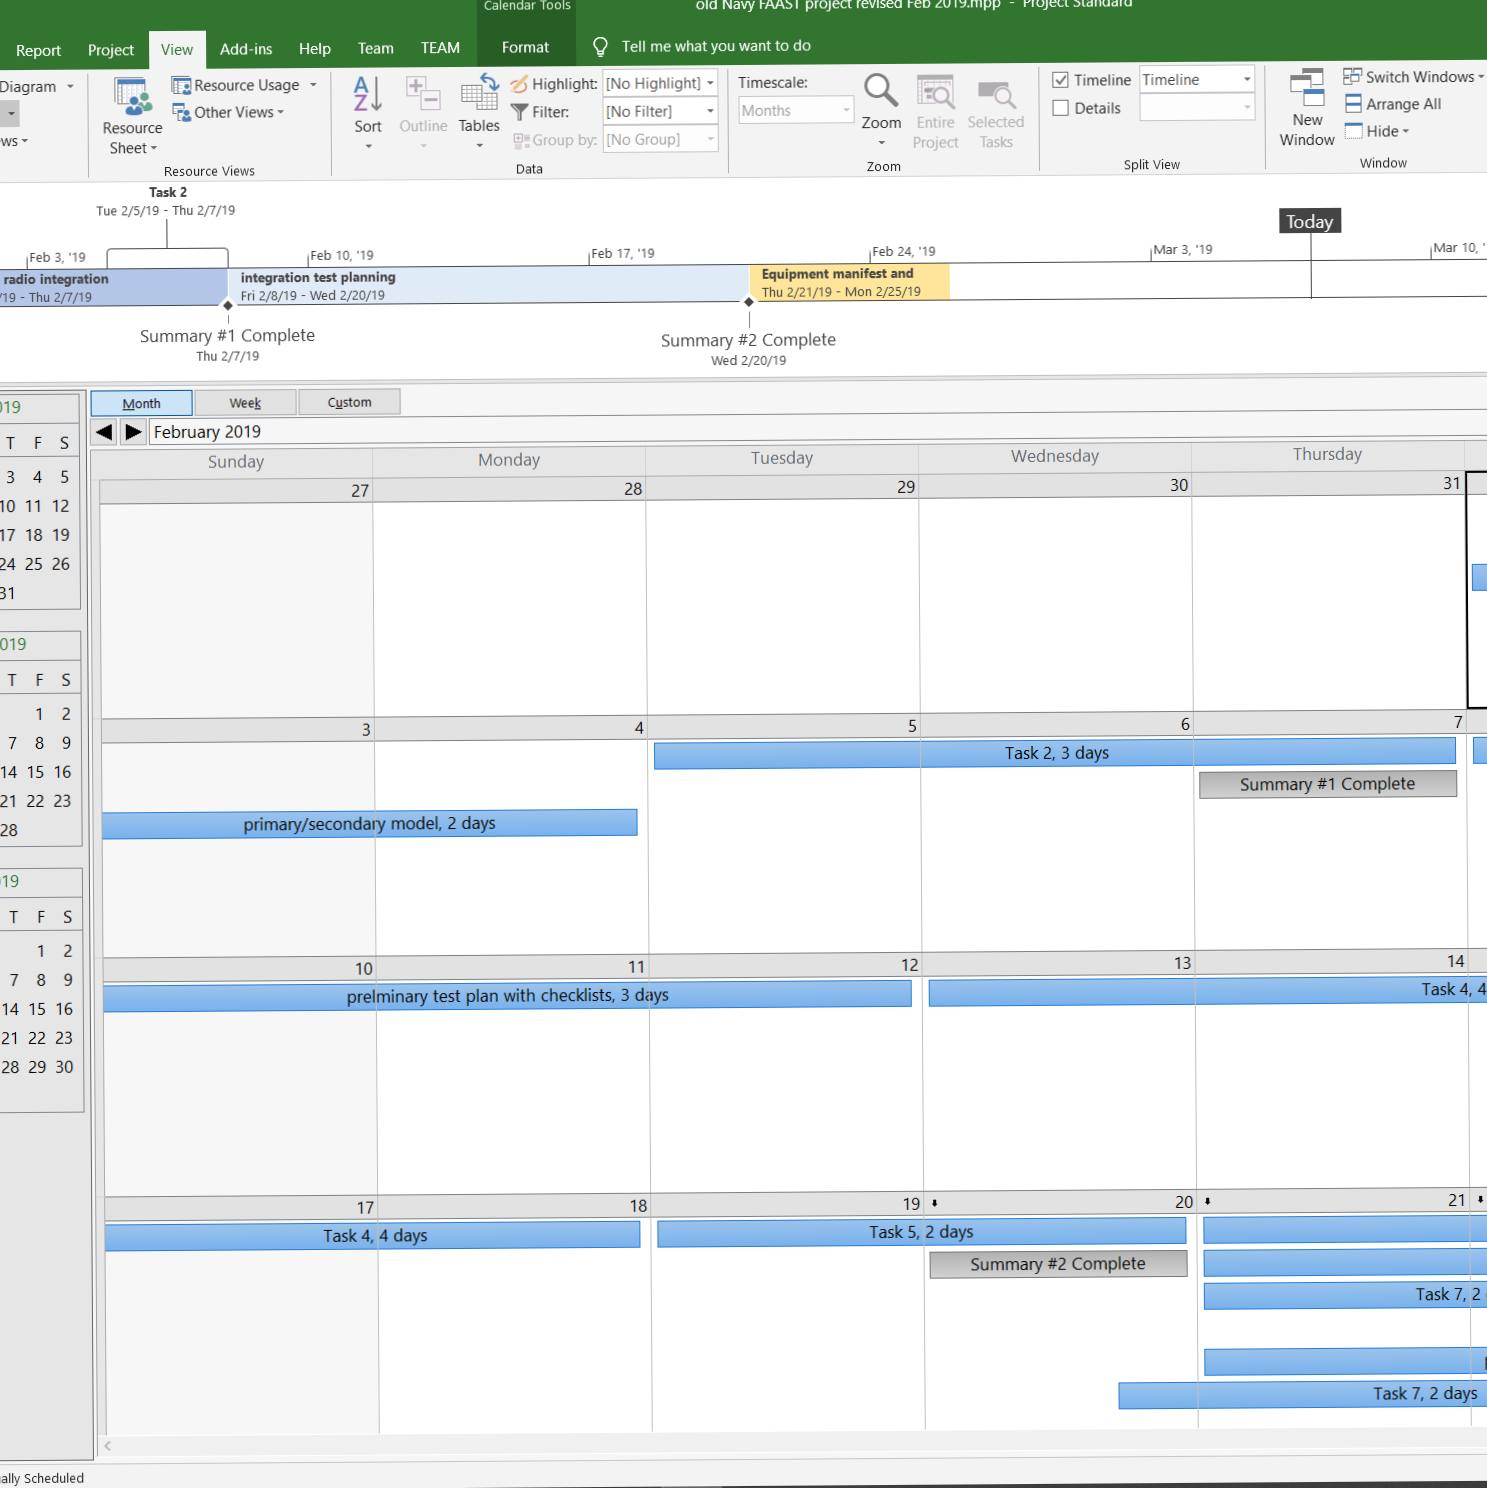 Calendar Tools
old Navy FAAST project revised Feb 2019.mpp - Project Standard
Report Project View Add-ins Help Team TEAM Format Tell me what you want to do
Diagram
Resource Sheet
Resource Usage
Other Views
Resource Views
Sort Outline Tables
Highlight: [No Highlight]
Filter: [No Filter]
Group by: [No Group]
Data
Timescale:
Months
Zoom Entire Project Selected Tasks
Zoom
Timeline Timeline
Details
Split View
New Window
Switch Windows
Arrange All
Hide
Window
Task 2
Tue 2/5/19 - Thu 2/7/19
Today
Feb 3, '19 Feb 10, '19 Feb 17, '19 Feb 24, '19 Mar 3, '19 Mar 10, '
radio integration
/19 - Thu 2/7/19
integration test planning
Fri 2/8/19 - Wed 2/20/19
Equipment manifest and
Thu 2/21/19 - Mon 2/25/19
Summary #1 Complete
Thu 2/7/19
Summary #2 Complete
Wed 2/20/19
Month Week Custom
February 2019
019
T F S
3 4 5
10 11 12
17 18 19
24 25 26
31
019
T F S
1 2
7 8 9
14 15 16
21 22 23
28
19
T F S
1 2
7 8 9
14 15 16
21 22 23
28 29 30
Sunday Monday Tuesday Wednesday Thursday
27 28 29 30 31
3 4 5 6 7
Task 2, 3 days
Summary #1 Complete
primary/secondary model, 2 days
10 11 12 13 14
prelminary test plan with checklists, 3 days
Task 4, 4
17 18 19 20 21
Task 4, 4 days
Task 5, 2 days
Summary #2 Complete
Task 7, 2
Task 7, 2 days
ally Scheduled